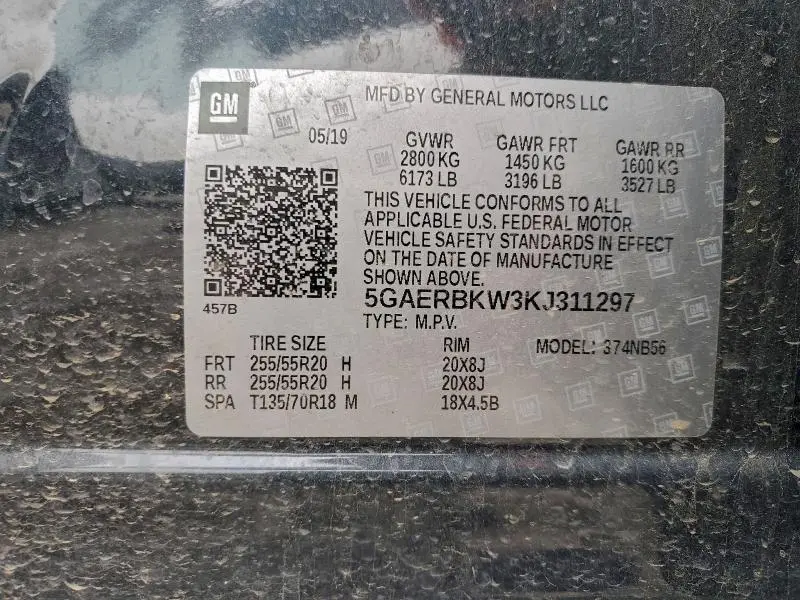 GM
MFD BY GENERAL MOTORS LLC
05/19
GVWR GAWR FRT GAWR RR
2800 KG 1450 KG 1600 KG
6173 LB 3196 LB 3527 LB
THIS VEHICLE CONFORMS TO ALL
APPLICABLE U.S. FEDERAL MOTOR
VEHICLE SAFETY STANDARDS IN EFFECT
ON THE DATE OF MANUFACTURE
SHOWN ABOVE.
457B
5GAERBKW3KJ311297
TYPE: M.P.V.
TIRE SIZE RIM MODEL: 374NB56
FRT 255/55R20 H 20X8J
RR 255/55R20 H 20X8J
SPA T135/70R18 M 18X4.5B